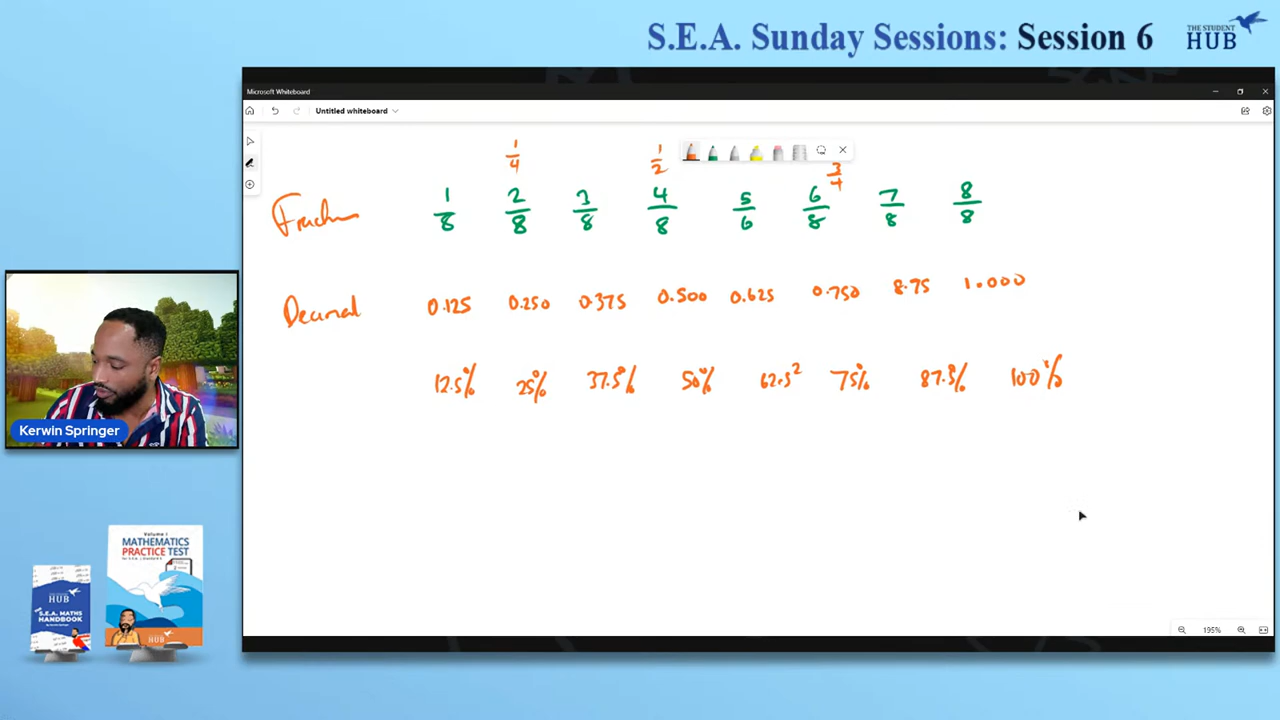 S.E.A. Sunday Sessions: Session 6
THE STUDENT
HUB
Microsoft Whiteboard
Untitled whiteboard
1/4 1/2 3/4
Fraction 1/8 2/8 3/8 4/8 5/6 6/8 7/8 8/8
Decimal 0.125 0.250 0.375 0.500 0.625 0.750 8.75 1.000
12.5% 25% 37.5% 50% 62.5² 75% 87.5% 100%
Kerwin Springer
HUB
S.E.A. MATHS
HANDBOOK
Volume 1
MATHEMATICS
PRACTICE TEST
HUB
195%